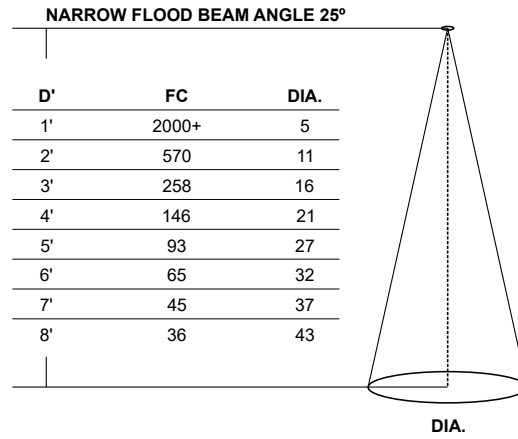 NARROW FLOOD BEAM ANGLE 25º
D' FC DIA.
1' 2000+ 5
2' 570 11
3' 258 16
4' 146 21
5' 93 27
6' 65 32
7' 45 37
8' 36 43
DIA.